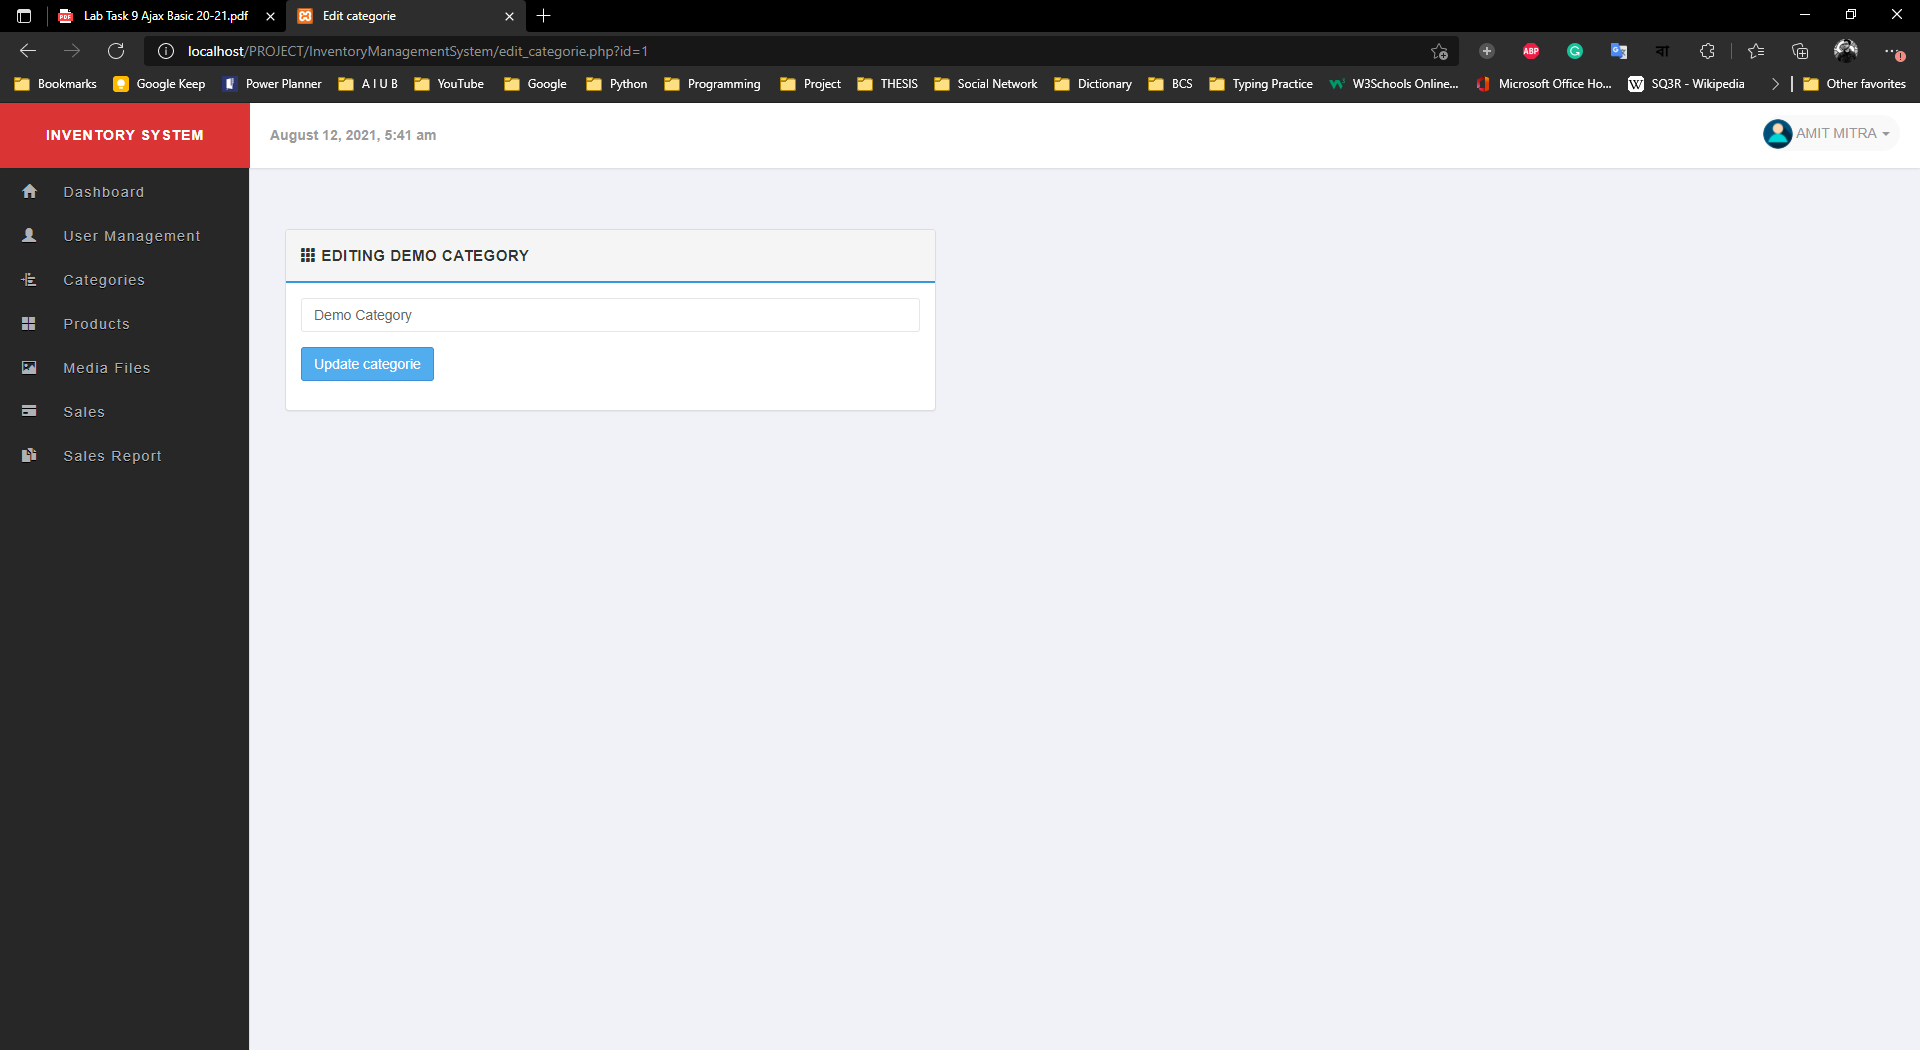 Lab Task 9 Ajax Basic 20-21.pdf
Edit categorie
localhost/PROJECT/InventoryManagementSystem/edit_categorie.php?id=1
ABP
বা
Bookmarks Google Keep Power Planner A I U B YouTube Google Python Programming Project THESIS Social Network Dictionary BCS Typing Practice W3Schools Online... Microsoft Office Ho... SQ3R - Wikipedia Other favorites
INVENTORY SYSTEM
August 12, 2021, 5:41 am
AMIT MITRA
Dashboard
User Management
Categories
Products
Media Files
Sales
Sales Report
EDITING DEMO CATEGORY
Demo Category
Update categorie